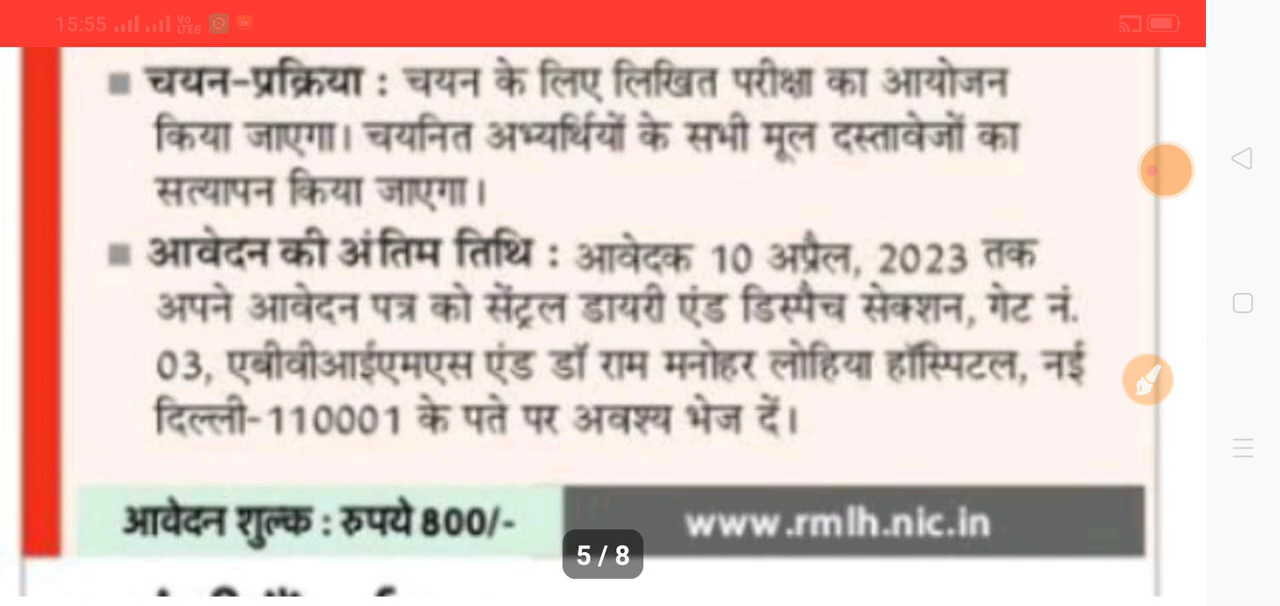 15:55 Vo LTE
चयन-प्रक्रिया : चयन के लिए लिखित परीक्षा का आयोजन
किया जाएगा। चयनित अभ्यर्थियों के सभी मूल दस्तावेजों का
सत्यापन किया जाएगा।
आवेदन की अंतिम तिथि : आवेदक 10 अप्रैल, 2023 तक
अपने आवेदन पत्र को सेंट्रल डायरी एंड डिस्पैच सेक्शन, गेट नं.
03, एबीवीआईएमएस एंड डॉ राम मनोहर लोहिया हॉस्पिटल, नई
दिल्ली-110001 के पते पर अवश्य भेज दें।
आवेदन शुल्क : रुपये 800/- www.rmlh.nic.in
5 / 8